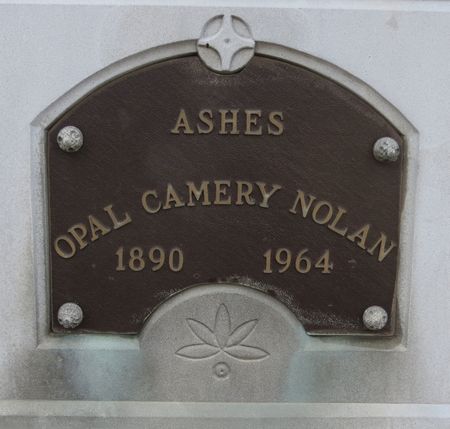 ASHES
OPAL CAMERY NOLAN
1890 1964